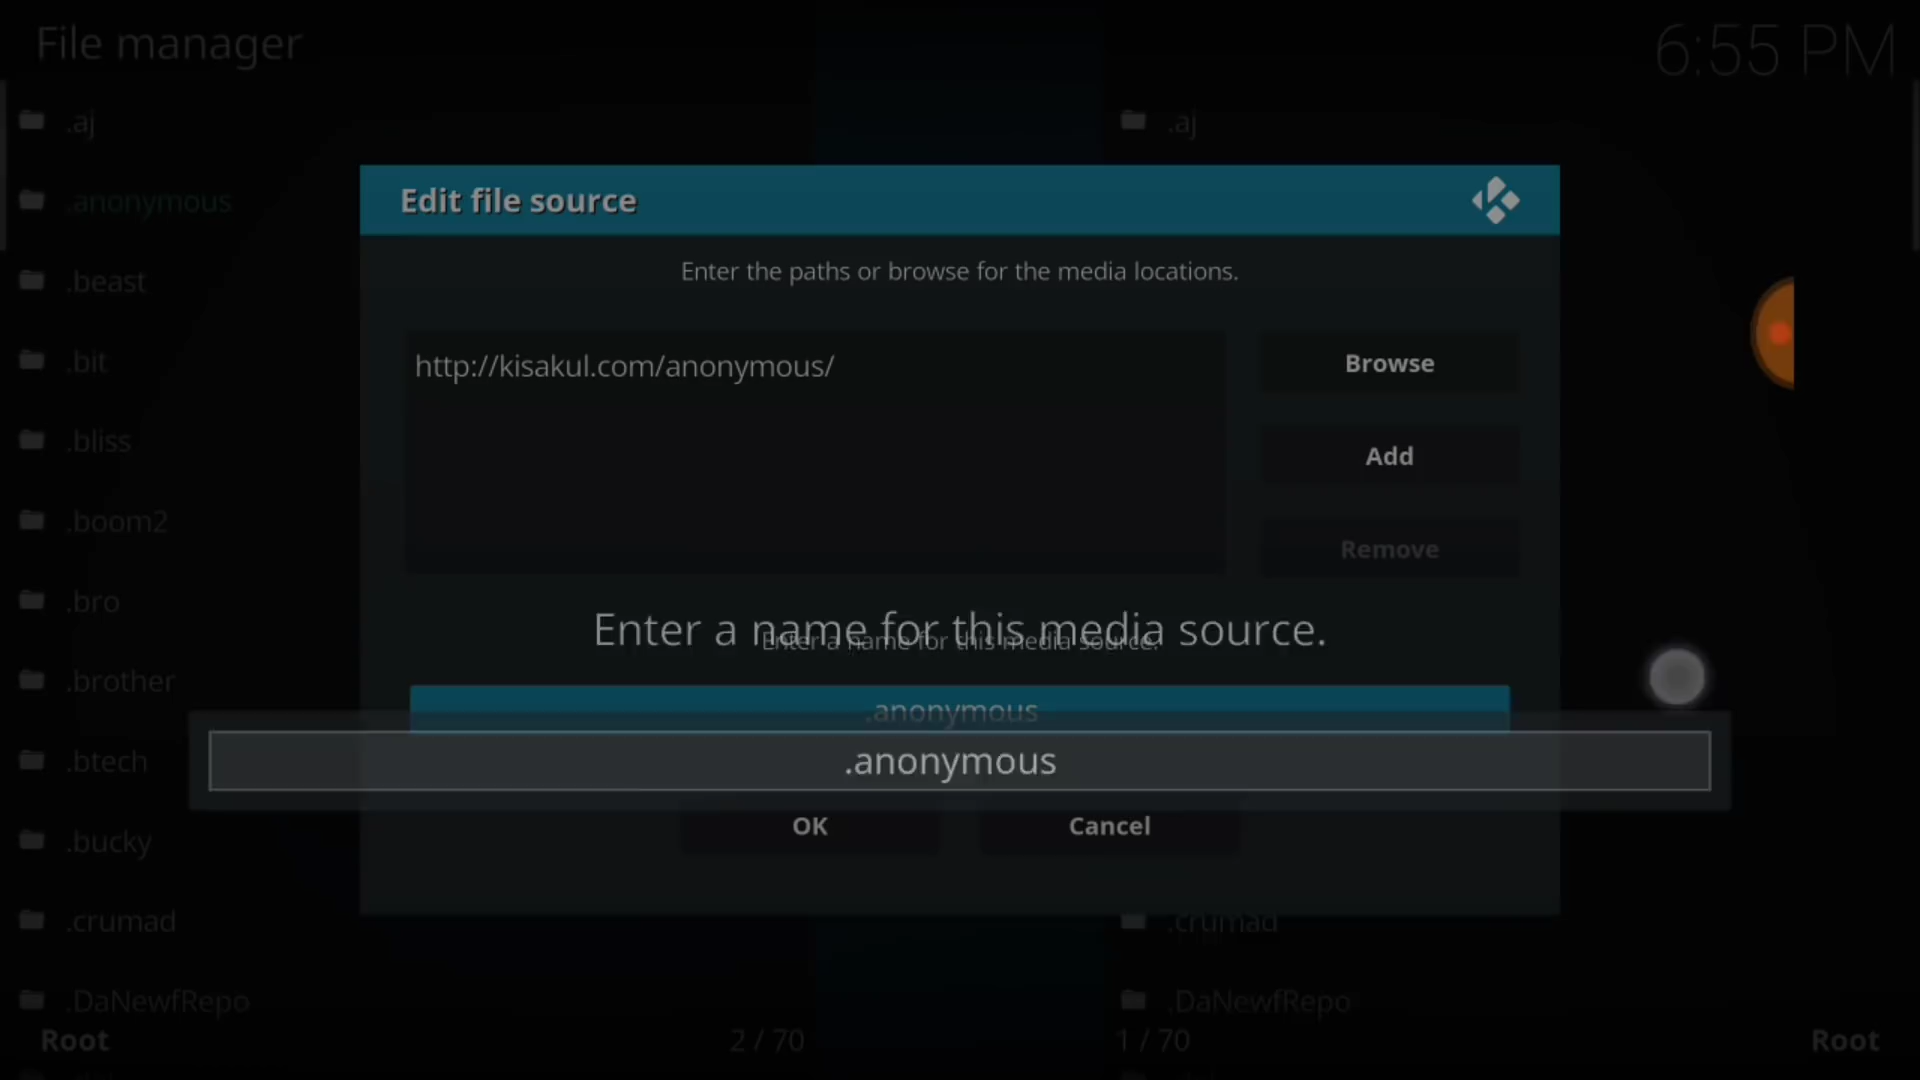 File manager
6:55 PM
.aj
.anonymous
.beast
.bit
.bliss
.boom2
.bro
.brother
.btech
.bucky
.crumad
.DaNewfRepo
Root
2 / 70
Edit file source
Enter the paths or browse for the media locations.
http://kisakul.com/anonymous/
Browse
Add
Remove
Enter a name for this media source.
Enter a name for this media source.
.anonymous
.anonymous
OK
Cancel
.aj
.crumad
.DaNewfRepo
1 / 70
Root